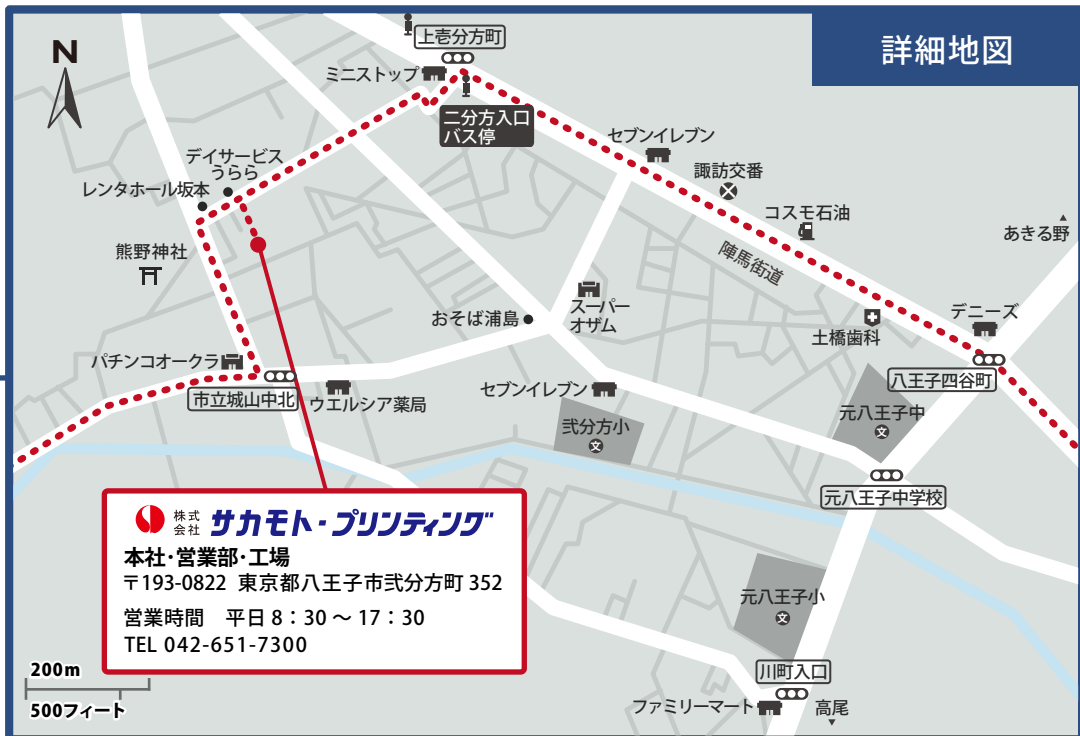 詳細地図
N
上壱分方町
ミニストップ
二分方入口
バス停
セブンイレブン
諏訪交番
コスモ石油
あきる野
陣馬街道
デイサービス
うらら
レンタホール坂本
熊野神社
スーパー
オザム
おそば浦島
デニーズ
土橋歯科
八王子四谷町
パチンコオークラ
市立城山中北
ウエルシア薬局
セブンイレブン
弐分方小
文
元八王子中
文
元八王子中学校
株式
会社
サカモト・プリンティング
本社・営業部・工場
〒193-0822 東京都八王子市弐分方町 352
営業時間 平日 8：30 〜 17：30
TEL 042-651-7300
元八王子小
文
川町入口
ファミリーマート
高尾
200m
500フィート